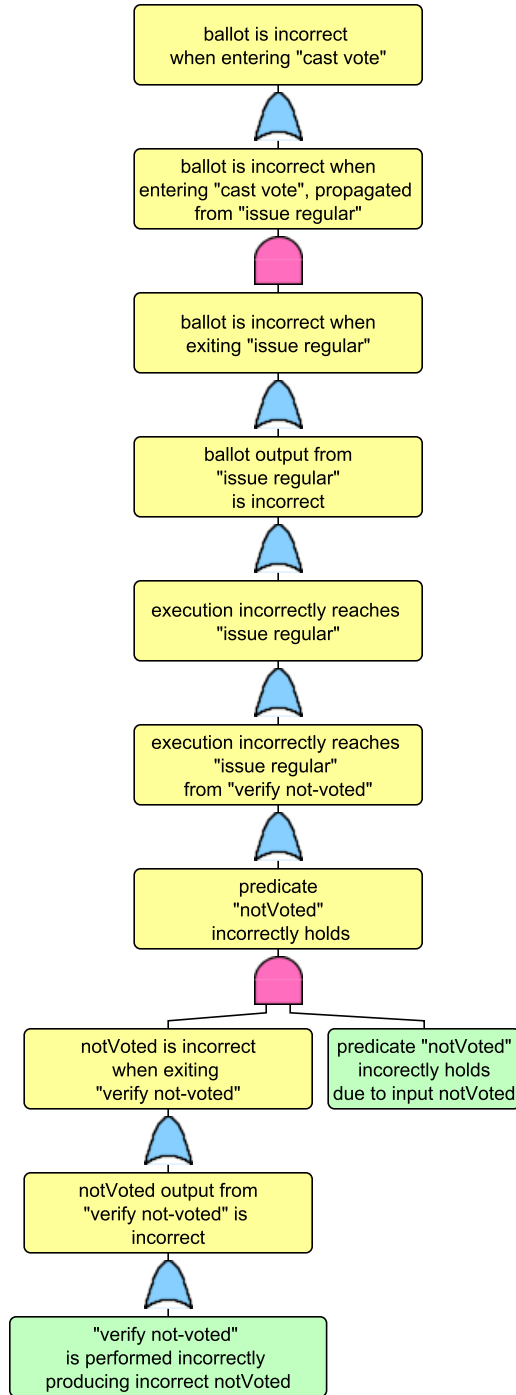 ballot is incorrect
when entering "cast vote"
ballot is incorrect when
entering "cast vote", propagated
from "issue regular"
ballot is incorrect when
exiting "issue regular"
ballot output from
"issue regular"
is incorrect
execution incorrectly reaches
"issue regular"
execution incorrectly reaches
"issue regular"
from "verify not-voted"
predicate
"notVoted"
incorrectly holds
notVoted is incorrect
when exiting
"verify not-voted"
predicate "notVoted"
incorectly holds
due to input notVoted
notVoted output from
"verify not-voted" is
incorrect
"verify not-voted"
is performed incorrectly
producing incorrect notVoted